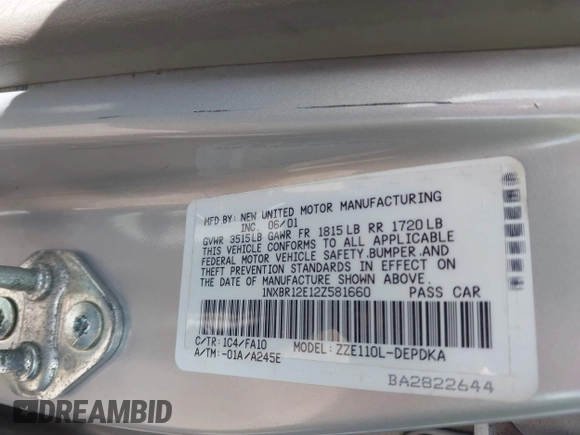 MFD BY: NEW UNITED MOTOR MANUFACTURING
INC 06/01
GVWR 3515LB GAWR FR 1815LB RR 1720LB
THIS VEHICLE CONFORMS TO ALL APPLICABLE
FEDERAL MOTOR VEHICLE SAFETY.BUMPER.AND
THEFT PREVENTION STANDARDS IN EFFECT ON
THE DATE OF MANUFACTURE SHOWN ABOVE.
1NXBR12E12Z581660 PASS CAR
C/TR: 1C4/FA10 MODEL: ZZE110L-DEPDKA
A/TM: -01A/A245E
BA2822644
DREAMBID